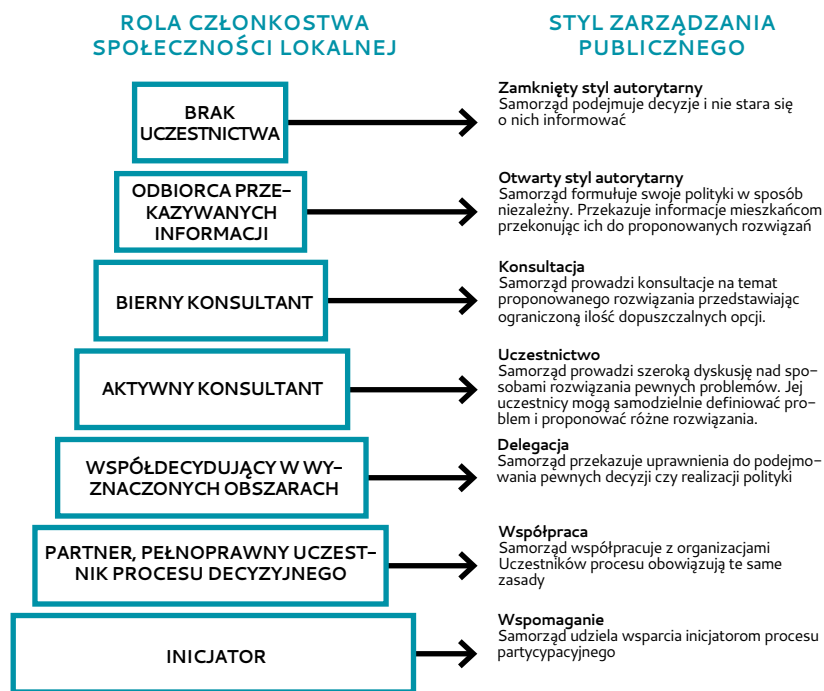 ROLA CZŁONKOSTWA
SPOŁECZNOŚCI LOKALNEJ
STYL ZARZĄDZANIA
PUBLICZNEGO
BRAK
UCZESTNICTWA
Zamknięty styl autorytarny
Samorząd podejmuje decyzje i nie stara się
o nich informować
ODBIORCA PRZE-
KAZYWANYCH
INFORMACJI
Otwarty styl autorytarny
Samorząd formułuje swoje polityki w sposób
niezależny. Przekazuje informacje mieszkańcom
przekonując ich do proponowanych rozwiązań
BIERNY KONSULTANT
Konsultacja
Samorząd prowadzi konsultacje na temat
proponowanego rozwiązania przedstawiając
ograniczoną ilość dopuszczalnych opcji.
AKTYWNY KONSULTANT
Uczestnictwo
Samorząd prowadzi szeroką dyskusję nad spo-
sobami rozwiązania pewnych problemów. Jej
uczestnicy mogą samodzielnie definiować pro-
blem i proponować różne rozwiązania.
WSPÓŁDECYDUJĄCY W WY-
ZNACZONYCH OBSZARACH
Delegacja
Samorząd przekazuje uprawnienia do podejmo-
wania pewnych decyzji czy realizacji polityki
PARTNER, PEŁNOPRAWNY UCZEST-
NIK PROCESU DECYZYJNEGO
Współpraca
Samorząd współpracuje z organizacjami
Uczestników procesu obowiązują te same
zasady
INICJATOR
Wspomaganie
Samorząd udziela wsparcia inicjatorom procesu
partycypacyjnego